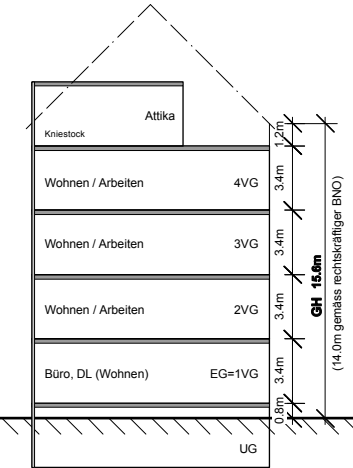 Attika
Kniestock
1.2m
Wohnen / Arbeiten 4VG
3.4m
Wohnen / Arbeiten 3VG
3.4m
Wohnen / Arbeiten 2VG
3.4m
Büro, DL (Wohnen) EG=1VG
3.4m
0.8m
UG
GH 15.6m
(14.0m gemäss rechtskräftiger BNO)